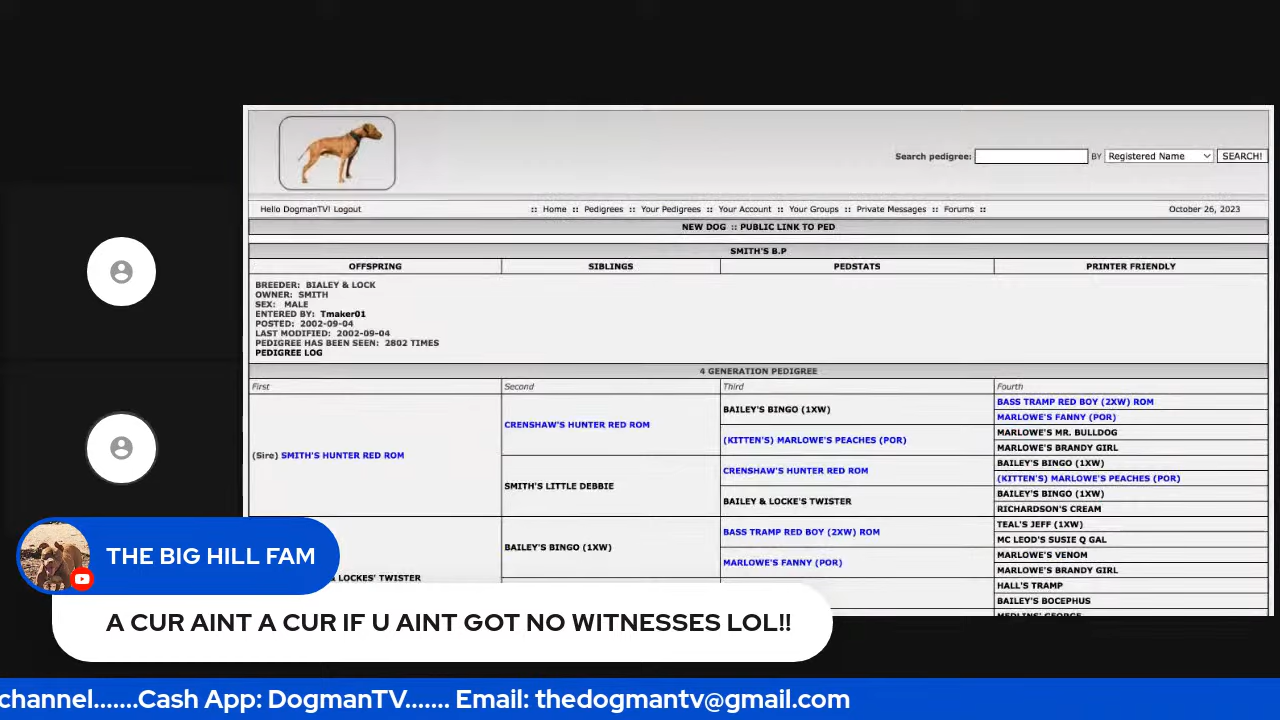 Search pedigree: BY Registered Name SEARCH!
Hello DogmanTV! Logout :: Home :: Pedigrees :: Your Pedigrees :: Your Account :: Your Groups :: Private Messages :: Forums :: October 26, 2023
NEW DOG :: PUBLIC LINK TO PED
SMITH'S B.P
OFFSPRING SIBLINGS PEDSTATS PRINTER FRIENDLY
BREEDER: BIALEY & LOCK
OWNER: SMITH
SEX: MALE
ENTERED BY: Tmaker01
POSTED: 2002-09-04
LAST MODIFIED: 2002-09-04
PEDIGREE HAS BEEN SEEN: 2802 TIMES
PEDIGREE LOG
4 GENERATION PEDIGREE
First Second Third Fourth
(Sire) SMITH'S HUNTER RED ROM
CRENSHAW'S HUNTER RED ROM
SMITH'S LITTLE DEBBIE
BAILEY'S BINGO (1XW)
(KITTEN'S) MARLOWE'S PEACHES (POR)
CRENSHAW'S HUNTER RED ROM
BAILEY & LOCKE'S TWISTER
BASS TRAMP RED BOY (2XW) ROM
MARLOWE'S FANNY (POR)
MARLOWE'S MR. BULLDOG
MARLOWE'S BRANDY GIRL
BAILEY'S BINGO (1XW)
(KITTEN'S) MARLOWE'S PEACHES (POR)
BAILEY'S BINGO (1XW)
RICHARDSON'S CREAM
LOCKES' TWISTER
BAILEY'S BINGO (1XW)
BASS TRAMP RED BOY (2XW) ROM
MARLOWE'S FANNY (POR)
TEAL'S JEFF (1XW)
MC LEOD'S SUSIE Q GAL
MARLOWE'S VENOM
MARLOWE'S BRANDY GIRL
HALL'S TRAMP
BAILEY'S BOCEPHUS
THE BIG HILL FAM
A CUR AINT A CUR IF U AINT GOT NO WITNESSES LOL!!
channel.......Cash App: DogmanTV....... Email: thedogmantv@gmail.com